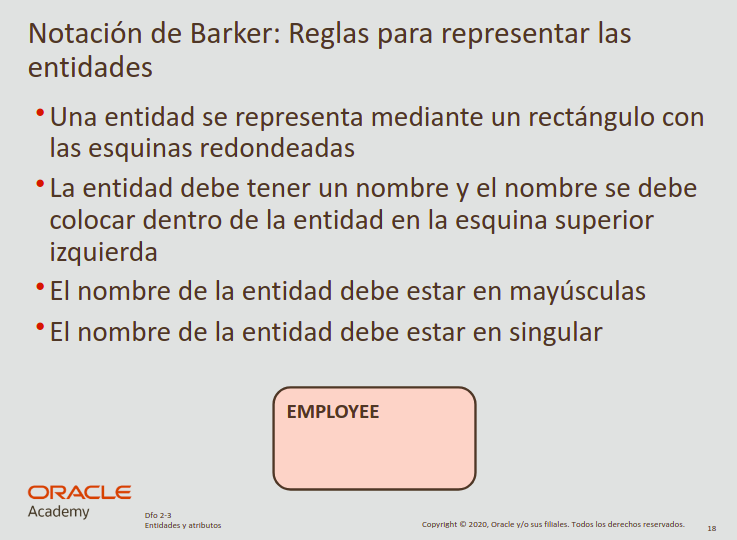 Notación de Barker: Reglas para representar las
entidades
• Una entidad se representa mediante un rectángulo con
las esquinas redondeadas
• La entidad debe tener un nombre y el nombre se debe
colocar dentro de la entidad en la esquina superior
izquierda
• El nombre de la entidad debe estar en mayúsculas
• El nombre de la entidad debe estar en singular
EMPLOYEE
ORACLE
Academy
Dfo 2-3
Entidades y atributos
Copyright © 2020, Oracle y/o sus filiales. Todos los derechos reservados.
18